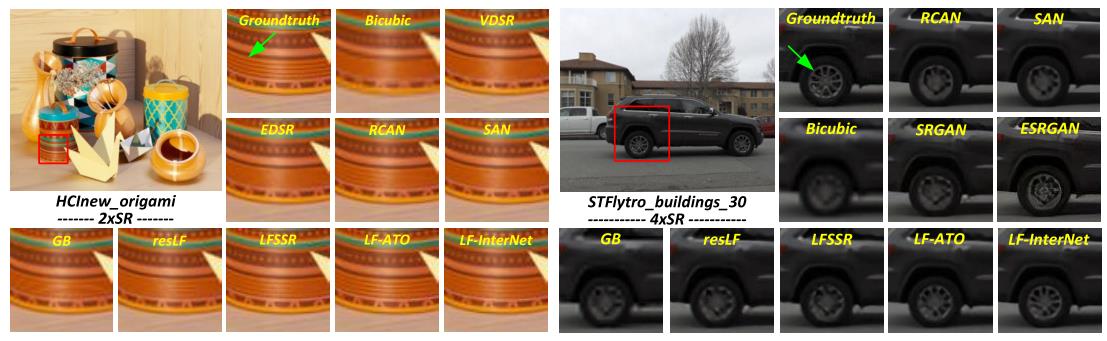 Groundtruth Bicubic VDSR
EDSR RCAN SAN
HCInew_origami
------- 2xSR -------
GB resLF LFSSR LF-ATO LF-InterNet
Groundtruth RCAN SAN
Bicubic SRGAN ESRGAN
STFlytro_buildings_30
----------- 4xSR -----------
GB resLF LFSSR LF-ATO LF-InterNet